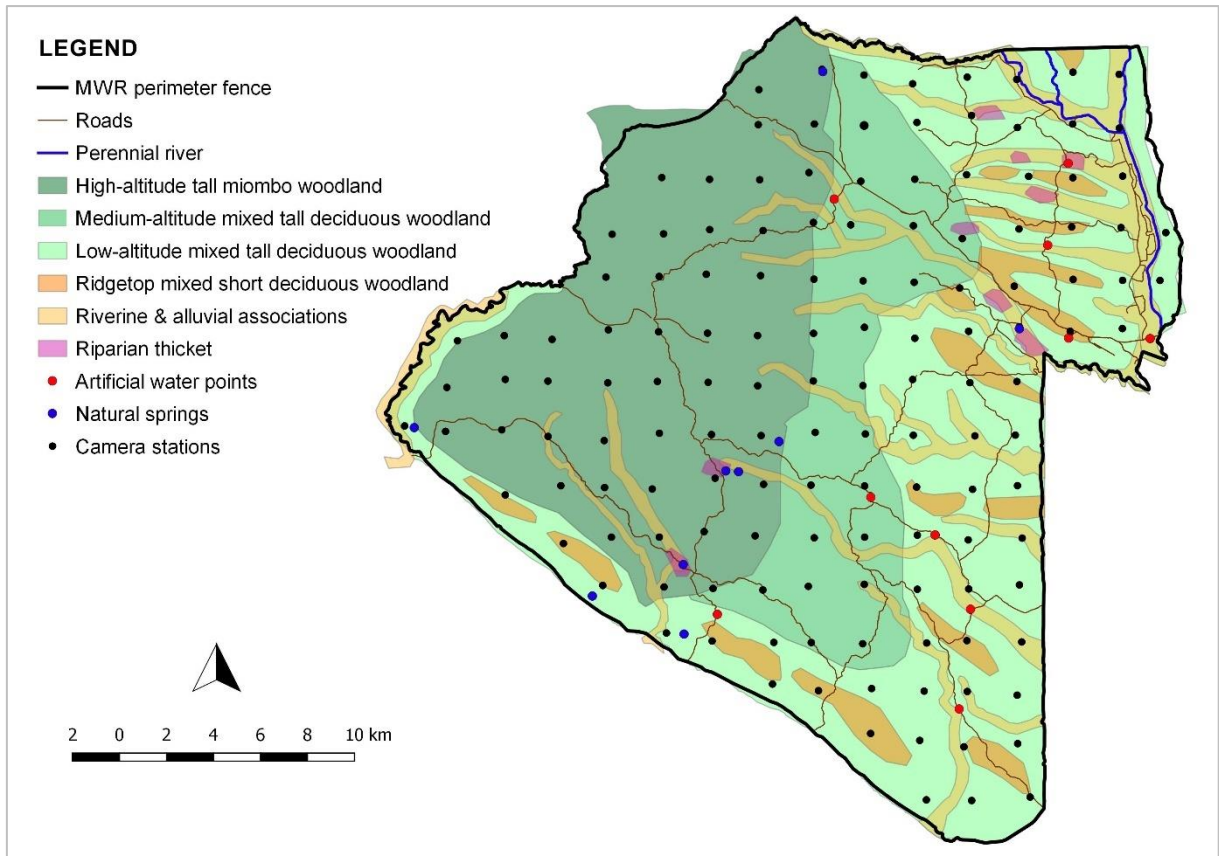 LEGEND
MWR perimeter fence
Roads
Perennial river
High-altitude tall miombo woodland
Medium-altitude mixed tall deciduous woodland
Low-altitude mixed tall deciduous woodland
Ridgetop mixed short deciduous woodland
Riverine & alluvial associations
Riparian thicket
Artificial water points
Natural springs
Camera stations
2 0 2 4 6 8 10 km